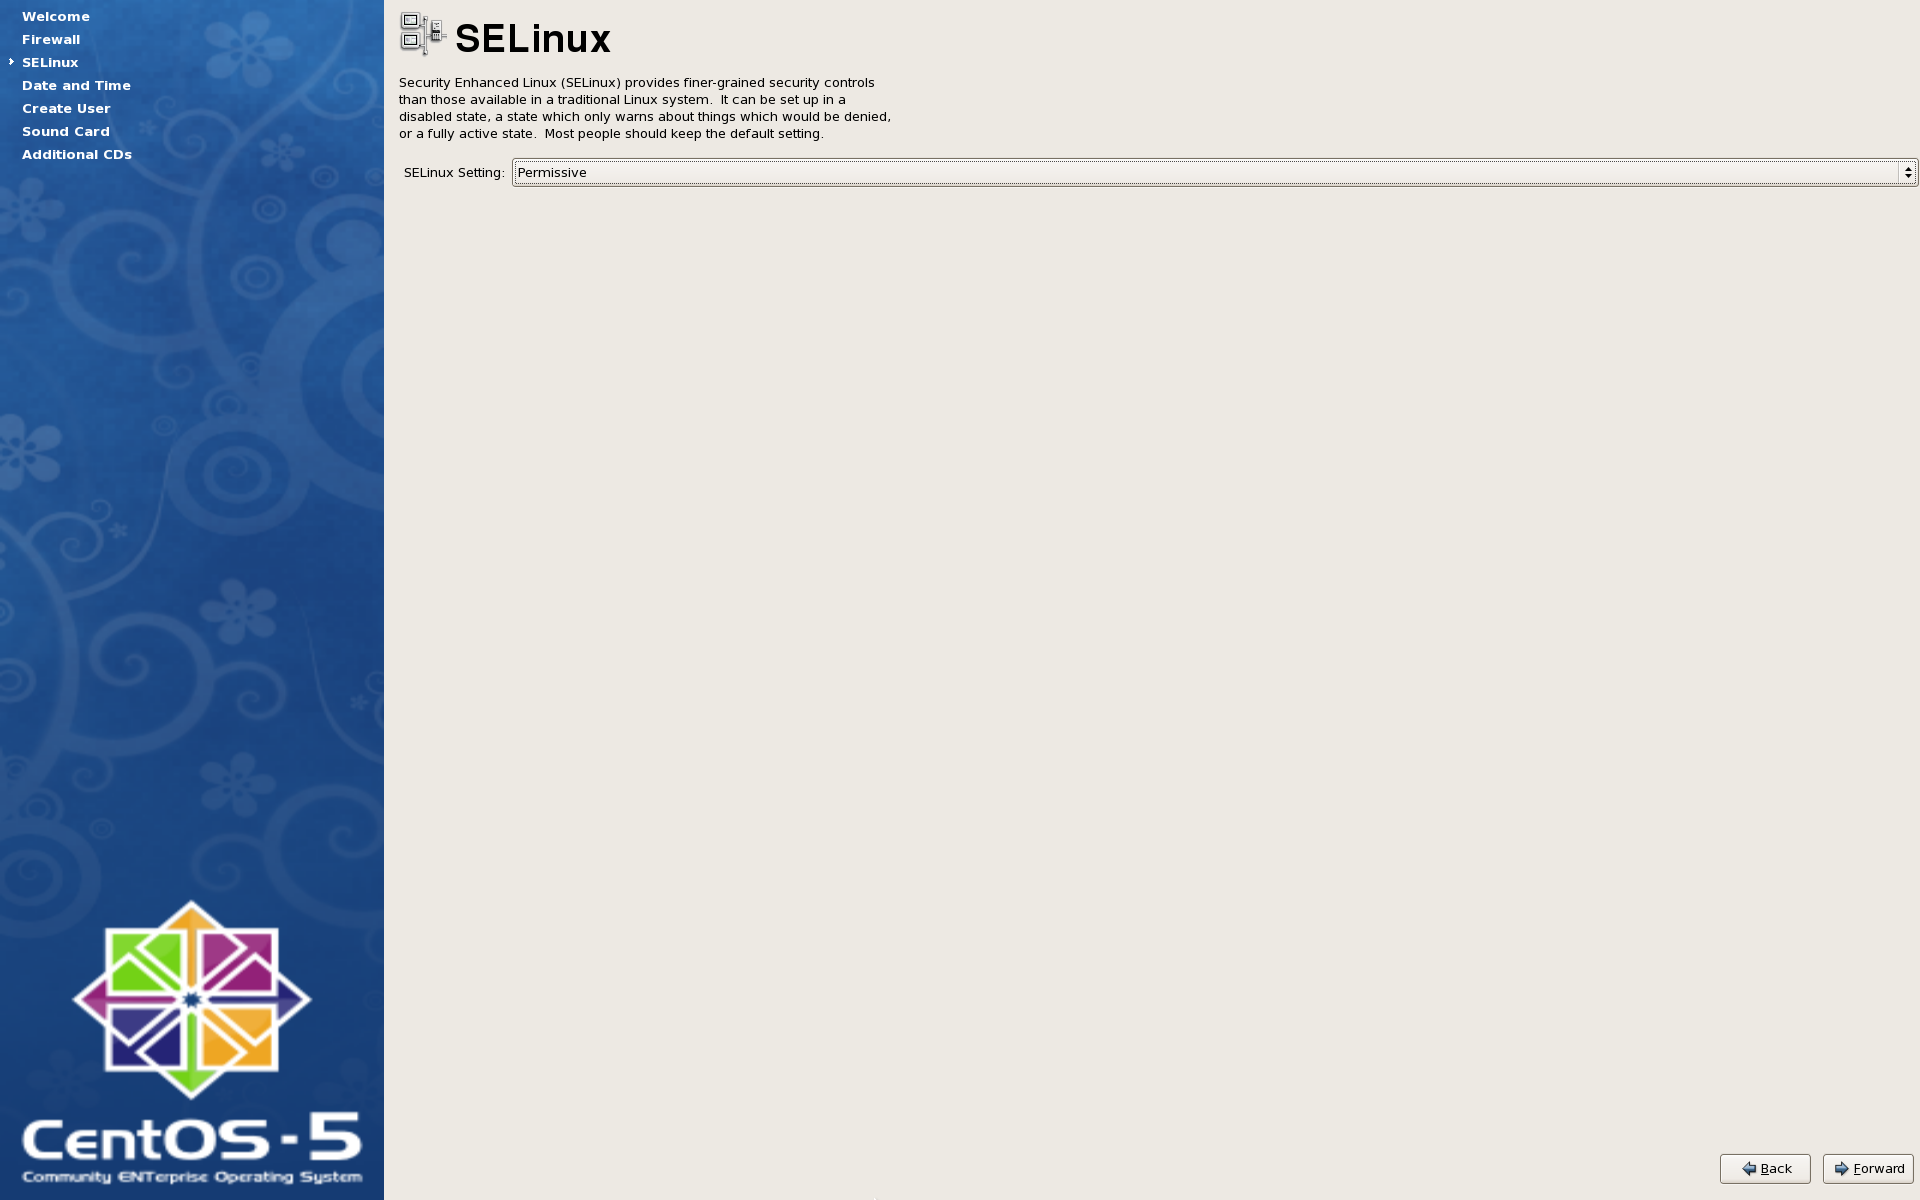 Welcome
Firewall
SELinux
Date and Time
Create User
Sound Card
Additional CDs
SELinux
Security Enhanced Linux (SELinux) provides finer-grained security controls
than those available in a traditional Linux system.  It can be set up in a
disabled state, a state which only warns about things which would be denied,
or a fully active state.  Most people should keep the default setting.
SELinux Setting: Permissive
CentOS-5
Community ENTerprise Operating System
Back Forward